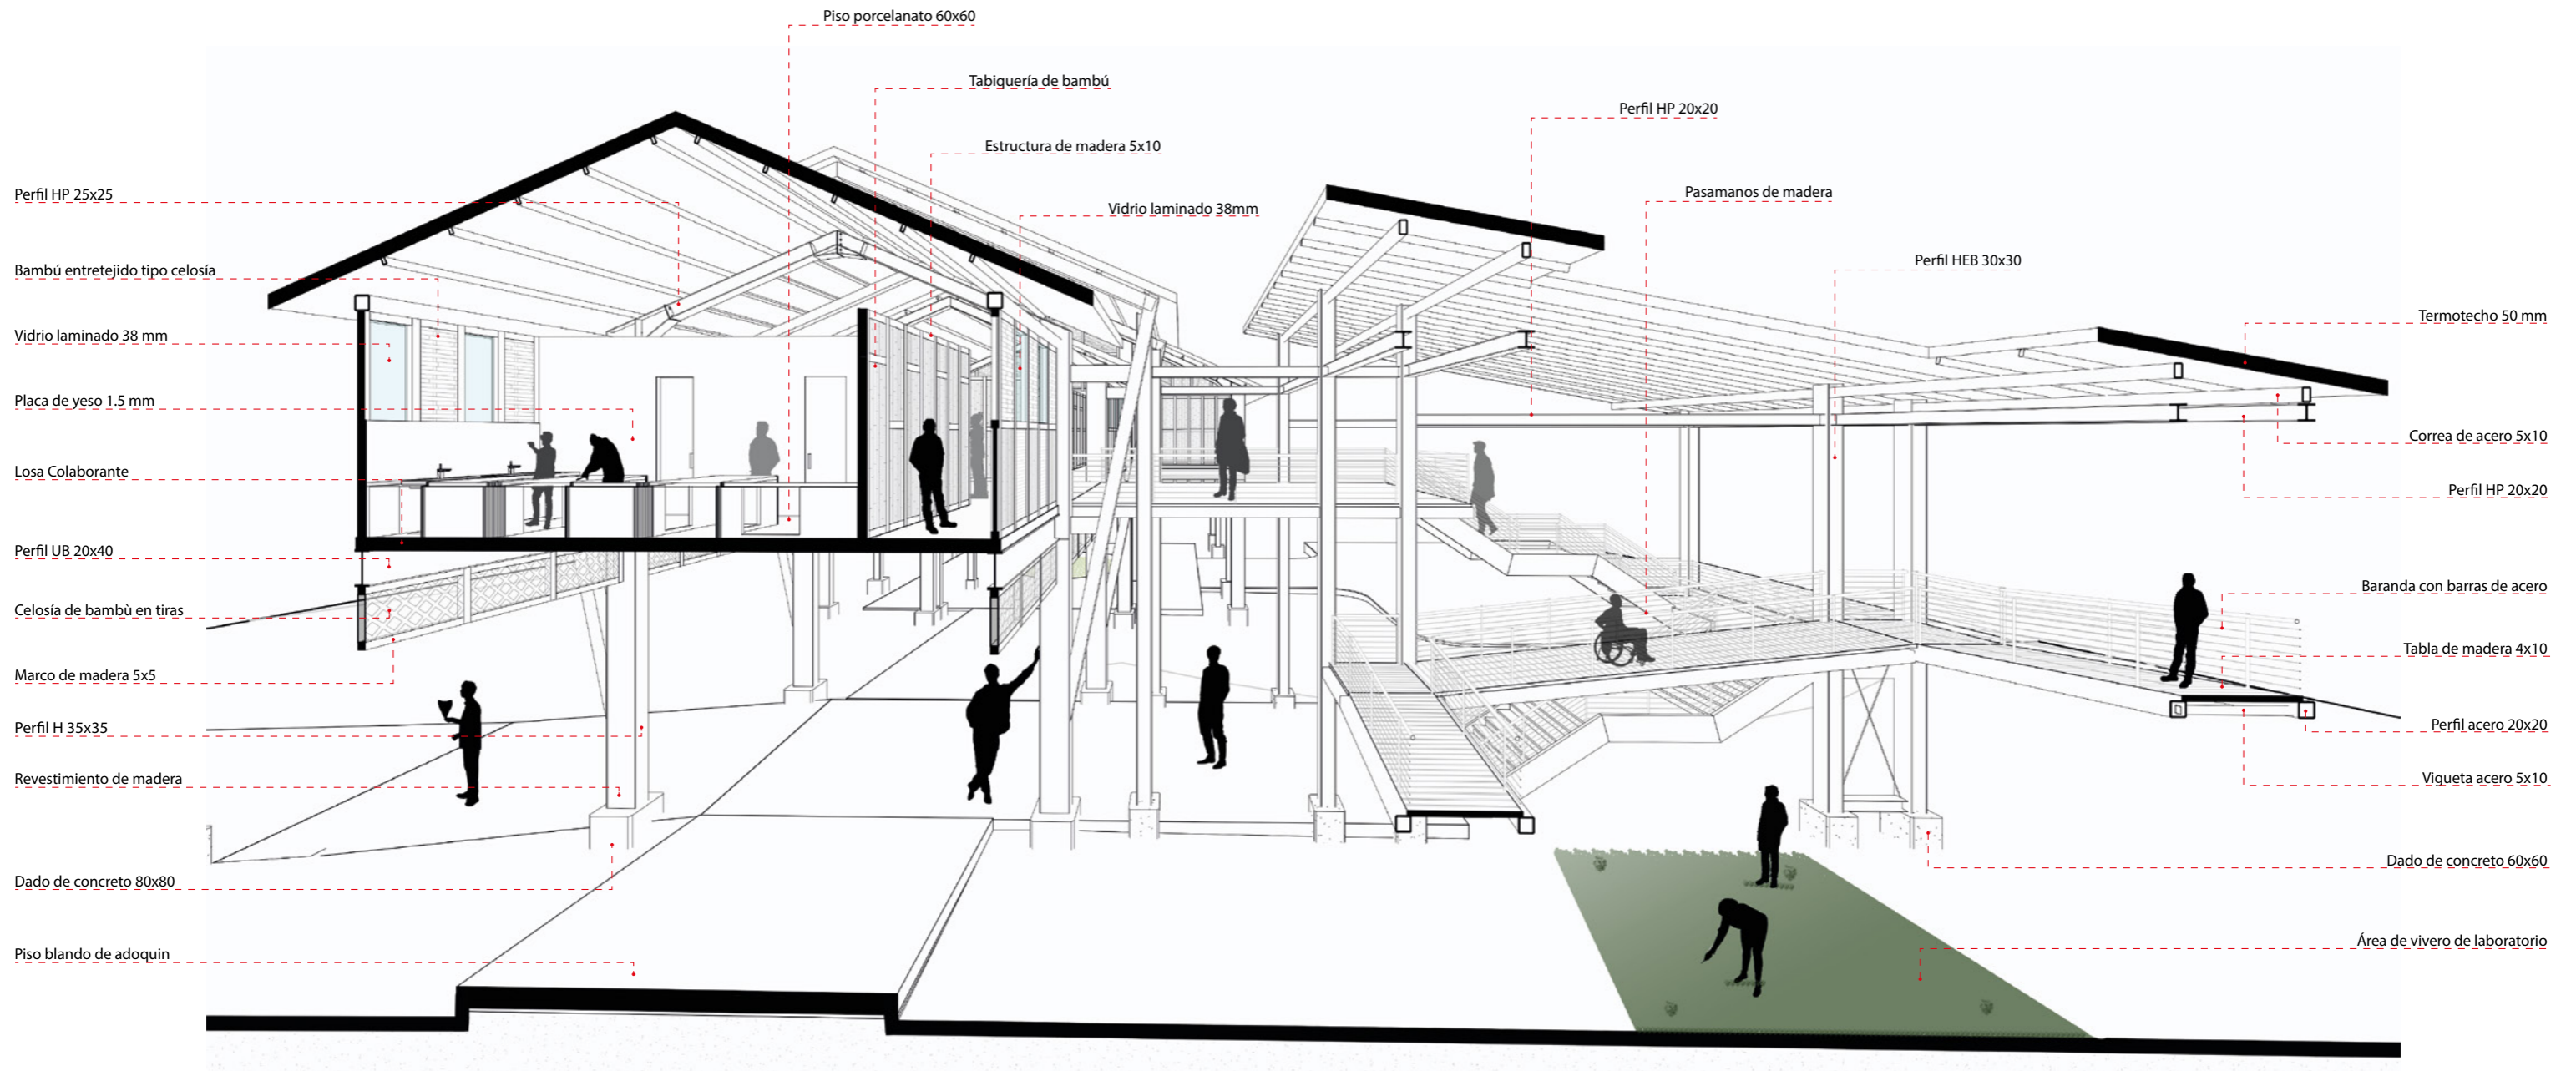 Piso porcelanato 60x60
Tabiquería de bambú
Estructura de madera 5x10
Vidrio laminado 38mm
Perfil HP 20x20
Pasamanos de madera
Perfil HEB 30x30
Perfil HP 25x25
Bambú entretejido tipo celosía
Vidrio laminado 38 mm
Placa de yeso 1.5 mm
Losa Colaborante
Perfil UB 20x40
Celosía de bambù en tiras
Marco de madera 5x5
Perfil H 35x35
Revestimiento de madera
Dado de concreto 80x80
Piso blando de adoquin
Termotecho 50 mm
Correa de acero 5x10
Perfil HP 20x20
Baranda con barras de acero
Tabla de madera 4x10
Perfil acero 20x20
Vigueta acero 5x10
Dado de concreto 60x60
Área de vivero de laboratorio